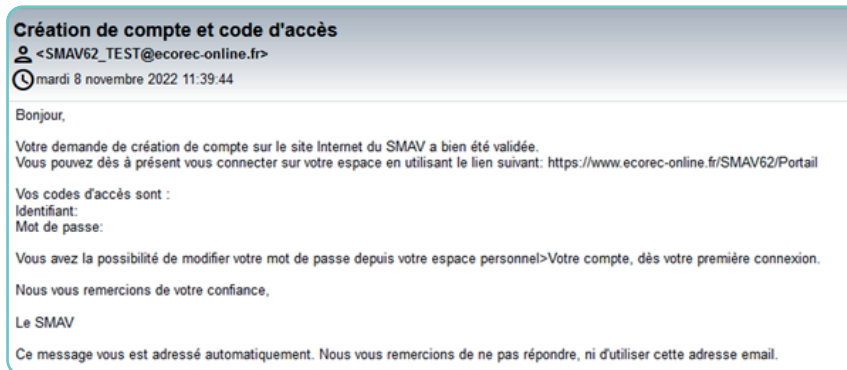 Création de compte et code d'accès
<SMAV62_TEST@ecorec-online.fr>
mardi 8 novembre 2022 11:39:44
Bonjour,
Votre demande de création de compte sur le site Internet du SMAV a bien été validée.
Vous pouvez dès à présent vous connecter sur votre espace en utilisant le lien suivant: https://www.ecorec-online.fr/SMAV62/Portail
Vos codes d'accès sont :
Identifiant:
Mot de passe:
Vous avez la possibilité de modifier votre mot de passe depuis votre espace personnel>Votre compte, dès votre première connexion.
Nous vous remercions de votre confiance,
Le SMAV
Ce message vous est adressé automatiquement. Nous vous remercions de ne pas répondre, ni d'utiliser cette adresse email.